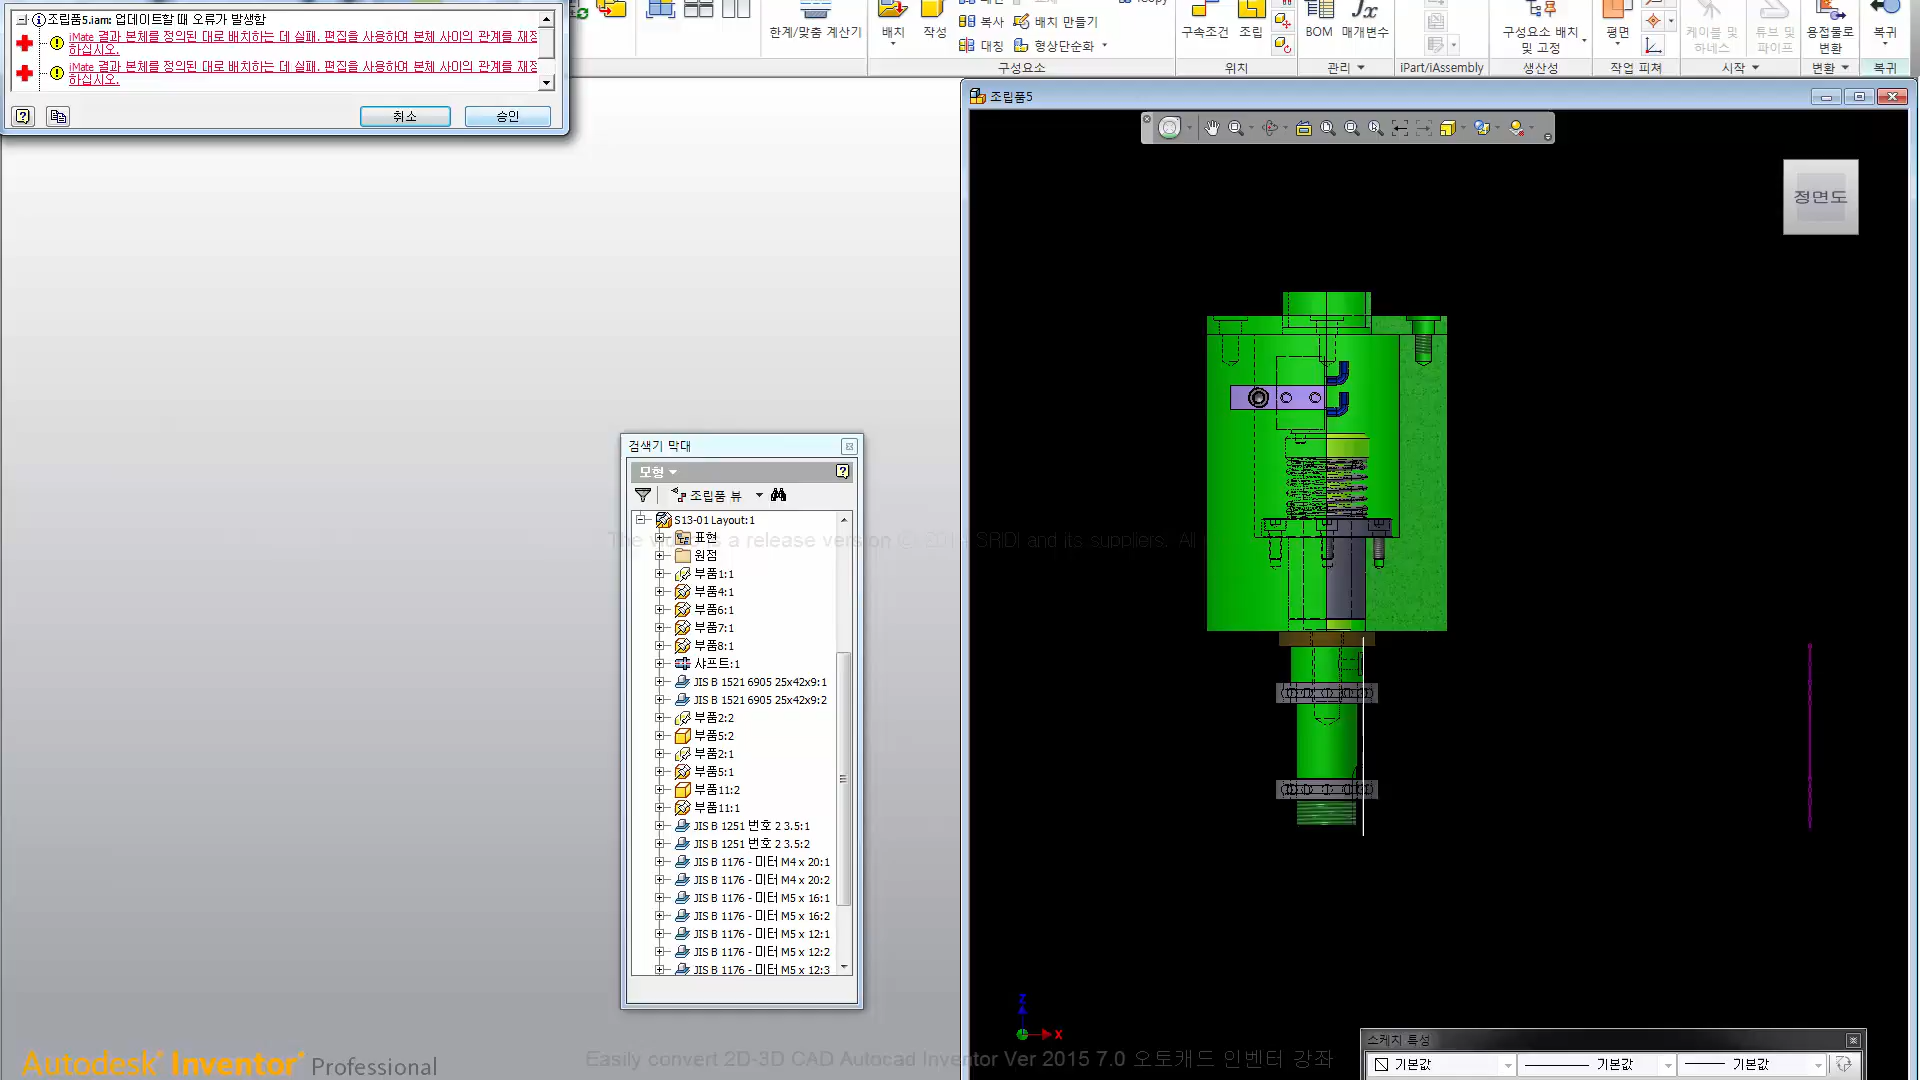 조립품5.iam: 업데이트할 때 오류가 발생함
iMate 결과 본체를 정의된 대로 배치하는 데 실패. 편집을 사용하여 본체 사이의 관계를 재정
하십시오.
iMate 결과 본체를 정의된 대로 배치하는 데 실패. 편집을 사용하여 본체 사이의 관계를 재정
하십시오.
취소
승인
한계/맞춤 계산기
배치
작성
복사
대칭
배치 만들기
형상단순화
구성요소
구속조건
조립
위치
BOM
매개변수
관리
iPart/iAssembly
구성요소 배치
및 고정
생산성
평면
작업 피쳐
케이블 및
하네스
튜브 및
파이프
시작
용접물로
변환
변환
복귀
복귀
조립품5
정면도
검색기 막대
모형
조립품 뷰
S13-01 Layout:1
표현
원점
부품1:1
부품4:1
부품6:1
부품7:1
부품8:1
샤프트:1
JIS B 1521 6905 25x42x9:1
JIS B 1521 6905 25x42x9:2
부품2:2
부품5:2
부품2:1
부품5:1
부품11:2
부품11:1
JIS B 1251 번호 2 3.5:1
JIS B 1251 번호 2 3.5:2
JIS B 1176 - 미터 M4 x 20:1
JIS B 1176 - 미터 M4 x 20:2
JIS B 1176 - 미터 M5 x 16:1
JIS B 1176 - 미터 M5 x 16:2
JIS B 1176 - 미터 M5 x 12:1
JIS B 1176 - 미터 M5 x 12:2
JIS B 1176 - 미터 M5 x 12:3
is a release version © SRDI and its suppliers.
Z
X
스케치 특성
기본값
기본값
기본값
Autodesk® Inventor® Professional
Easily convert 2D-3D CAD Autocad Inventor Ver 2015 7.0 오토캐드 인벤터 강좌